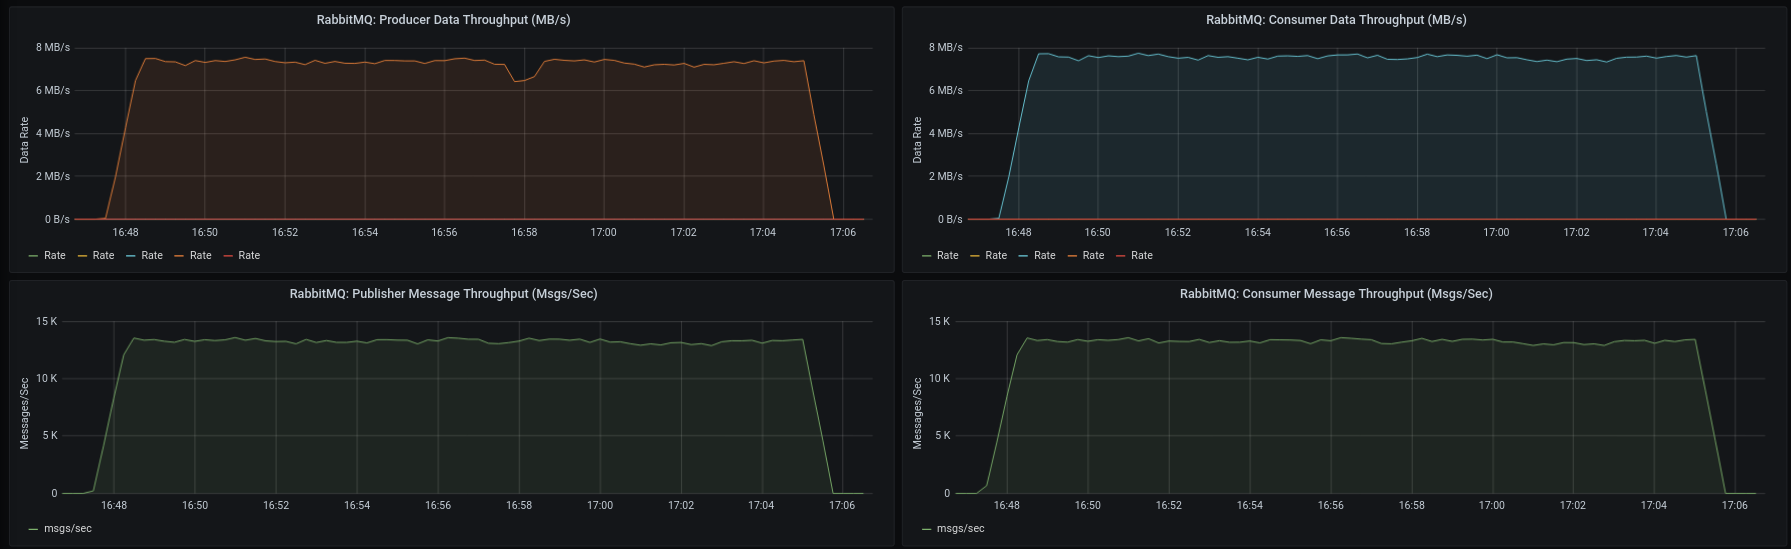 RabbitMQ: Producer Data Throughput (MB/s)
8 MB/s
6 MB/s
4 MB/s
2 MB/s
0 B/s
Data Rate
16:48 16:50 16:52 16:54 16:56 16:58 17:00 17:02 17:04 17:06
Rate Rate Rate Rate Rate
RabbitMQ: Consumer Data Throughput (MB/s)
8 MB/s
6 MB/s
4 MB/s
2 MB/s
0 B/s
Data Rate
16:48 16:50 16:52 16:54 16:56 16:58 17:00 17:02 17:04 17:06
Rate Rate Rate Rate Rate
RabbitMQ: Publisher Message Throughput (Msgs/Sec)
15 K
10 K
5 K
0
Messages/Sec
16:48 16:50 16:52 16:54 16:56 16:58 17:00 17:02 17:04 17:06
msgs/sec
RabbitMQ: Consumer Message Throughput (Msgs/Sec)
15 K
10 K
5 K
0
Messages/Sec
16:48 16:50 16:52 16:54 16:56 16:58 17:00 17:02 17:04 17:06
msgs/sec